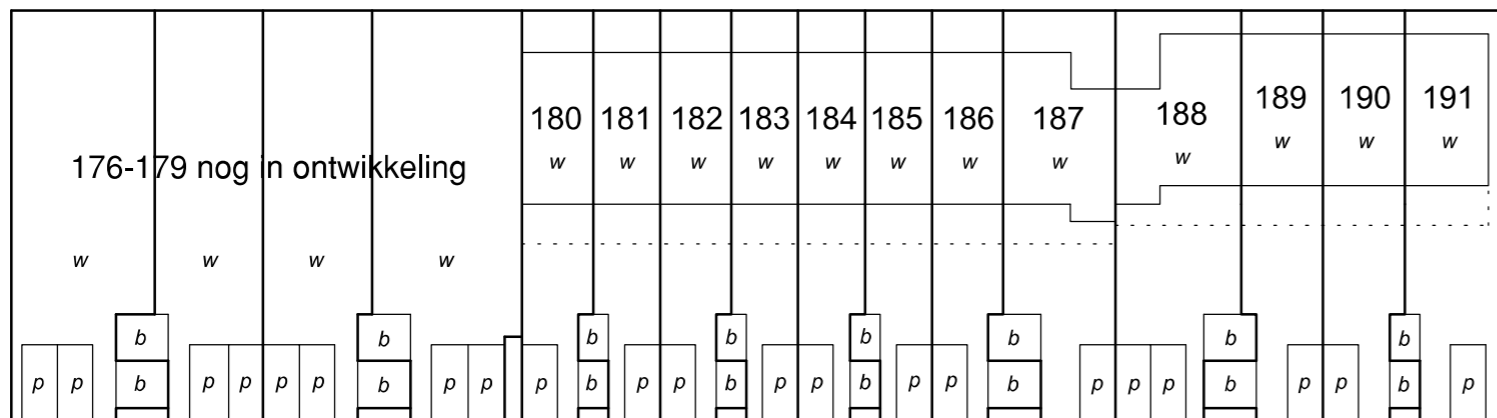 180 181 182 183 184 185 186 187 188 189 190 191
w w w w w w w w w w w w
176-179 nog in ontwikkeling
w w w w
b b b b b b b b
p p b p p p p b p p p b p p b p p b p p b p p p b p p b p